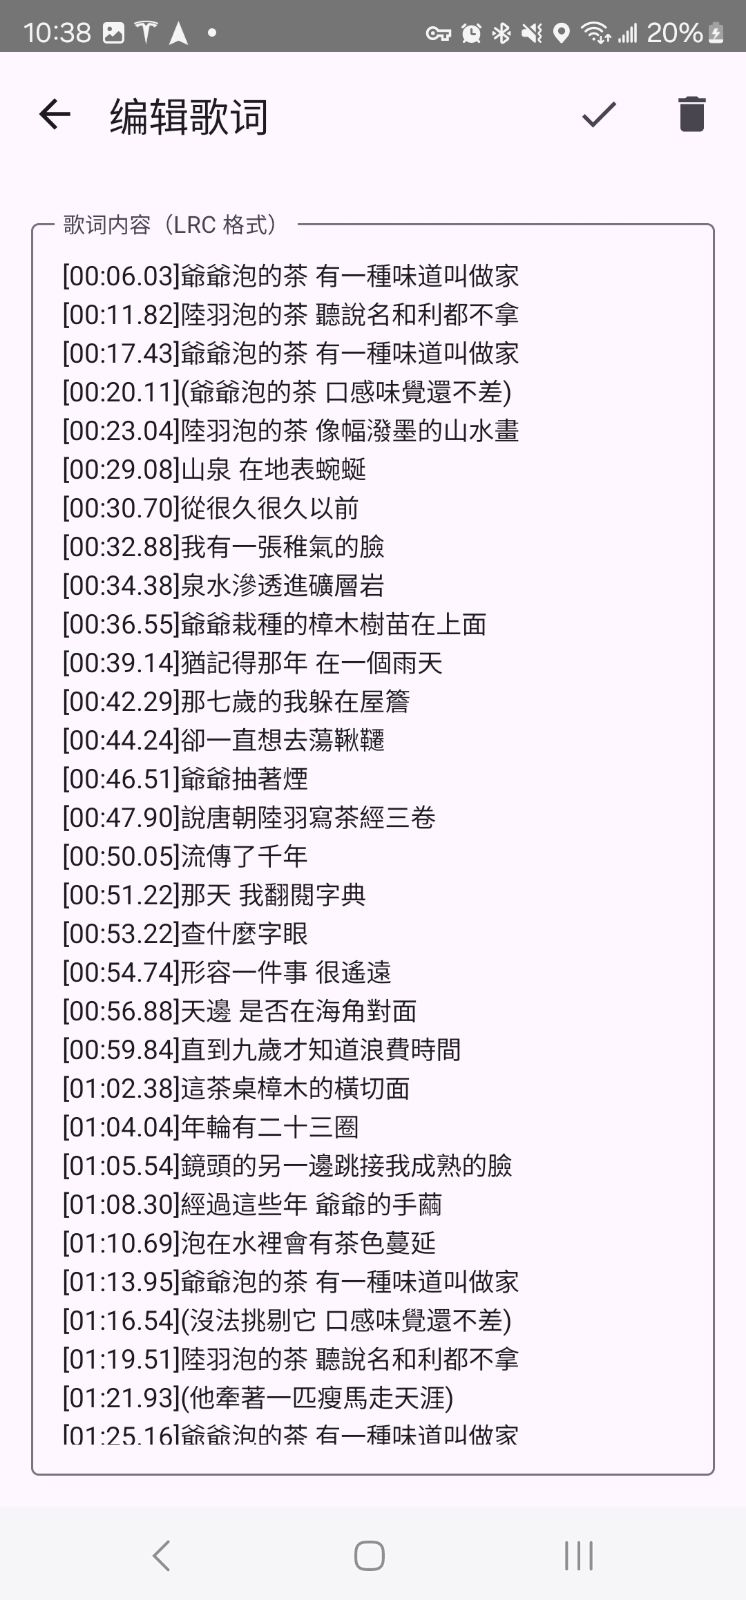 10:38
20%
编辑歌词
歌词内容（LRC 格式）
[00:06.03]爺爺泡的茶 有一種味道叫做家
[00:11.82]陸羽泡的茶 聽說名和利都不拿
[00:17.43]爺爺泡的茶 有一種味道叫做家
[00:20.11](爺爺泡的茶 口感味覺還不差)
[00:23.04]陸羽泡的茶 像幅潑墨的山水畫
[00:29.08]山泉 在地表蜿蜒
[00:30.70]從很久很久以前
[00:32.88]我有一張稚氣的臉
[00:34.38]泉水滲透進礦層岩
[00:36.55]爺爺栽種的樟木樹苗在上面
[00:39.14]猶記得那年 在一個雨天
[00:42.29]那七歲的我躲在屋簷
[00:44.24]卻一直想去蕩鞦韆
[00:46.51]爺爺抽著煙
[00:47.90]說唐朝陸羽寫茶經三卷
[00:50.05]流傳了千年
[00:51.22]那天 我翻閱字典
[00:53.22]查什麼字眼
[00:54.74]形容一件事 很遙遠
[00:56.88]天邊 是否在海角對面
[00:59.84]直到九歲才知道浪費時間
[01:02.38]這茶桌樟木的橫切面
[01:04.04]年輪有二十三圈
[01:05.54]鏡頭的另一邊跳接我成熟的臉
[01:08.30]經過這些年 爺爺的手繭
[01:10.69]泡在水裡會有茶色蔓延
[01:13.95]爺爺泡的茶 有一種味道叫做家
[01:16.54](沒法挑剔它 口感味覺還不差)
[01:19.51]陸羽泡的茶 聽說名和利都不拿
[01:21.93](他牽著一匹瘦馬走天涯)
[01:25.16]爺爺泡的茶 有一種味道叫做家